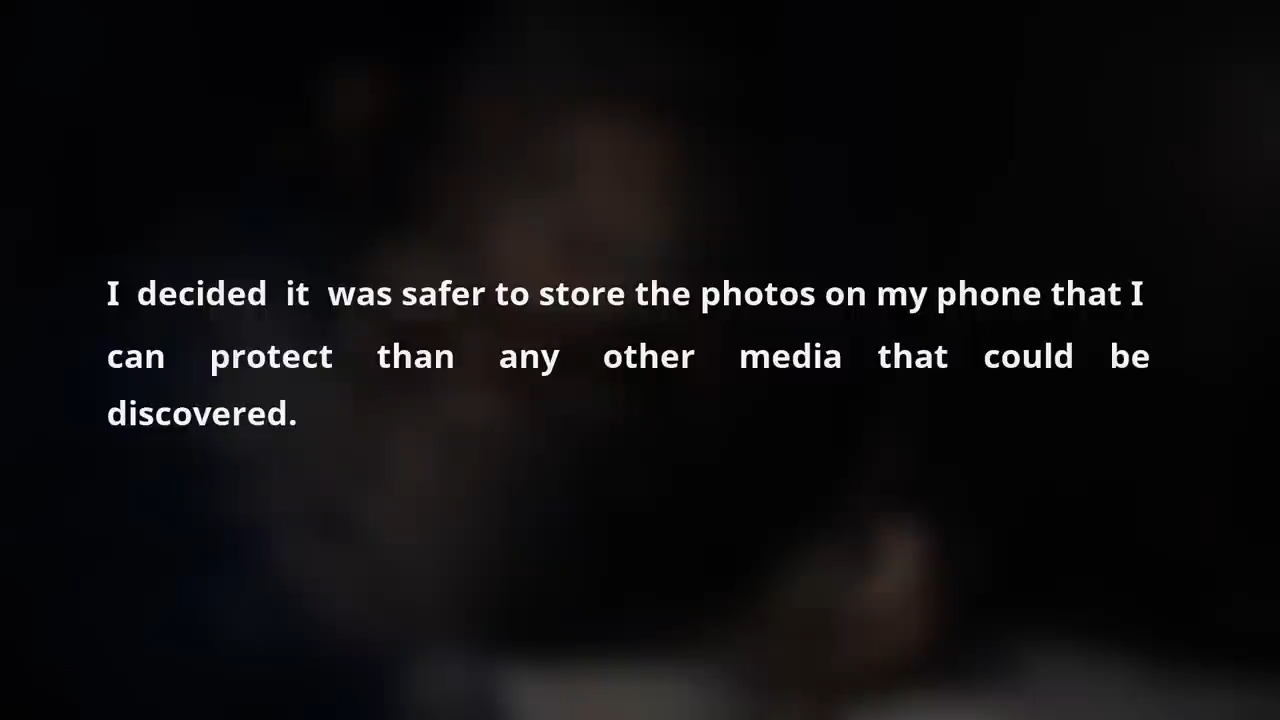 I decided it was safer to store the photos on my phone that I
can protect than any other media that could be
discovered.